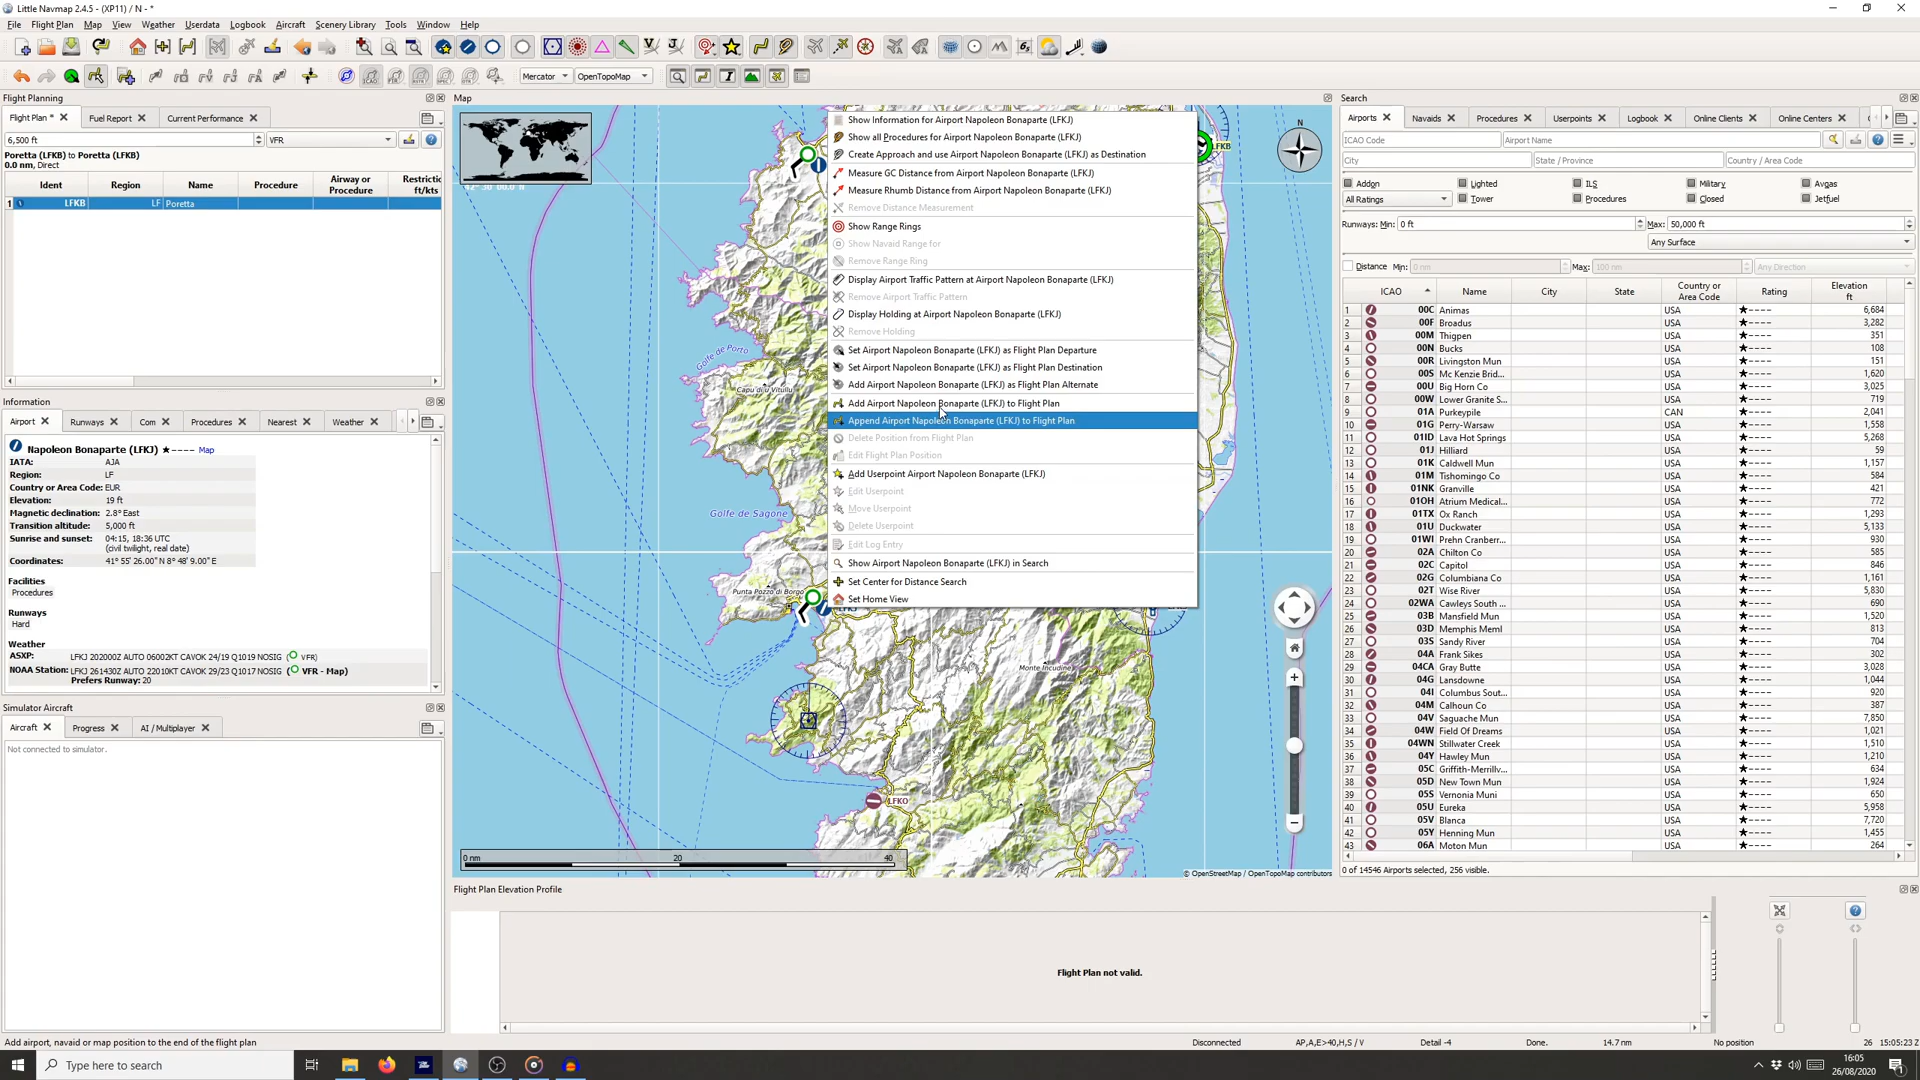 Little Navmap 2.4.5 - (XP11) / N - *
File Flight Plan Map View Weather Userdata Logbook Aircraft Scenery Library Tools Window Help
Mercator OpenTopoMap
Flight Planning
Flight Plan * Fuel Report Current Performance
6,500 ft VFR
Poretta (LFKB) to Poretta (LFKB)
0.0 nm, Direct
Ident Region Name Procedure Airway or Procedure Restriction ft/kts
1 LFKB LF Poretta
Information
Airport Runways Com Procedures Nearest Weather
Napoleon Bonaparte (LFKJ) ★---- Map
IATA: AJA
Region: LF
Country or Area Code: EUR
Elevation: 19 ft
Magnetic declination: 2.8° East
Transition altitude: 5,000 ft
Sunrise and sunset: 04:15, 18:36 UTC
(civil twilight, real date)
Coordinates: 41° 55' 26.00" N 8° 48' 9.00" E
Facilities
Procedures
Runways
Hard
Weather
ASXP: LFKJ 202000Z AUTO 06002KT CAVOK 24/19 Q1019 NOSIG ( VFR)
NOAA Station: LFKJ 261430Z AUT 22010KT CAVOK 29/23 Q1017 NOSIG ( VFR - Map)
Prefers Runway: 20
Simulator Aircraft
Aircraft Progress AI / Multiplayer
Not connected to simulator.
Add airport, navaid or map position to the end of the flight plan
Map
N
LFKB
Golfe de Porto
Capu di u Vitullu
Golfe de Sagone
Punta Pozzo di Borgo
Monte Incudine
LFKO
0 nm 20 40
© OpenStreetMap / OpenTopoMap contributors
Show Information for Airport Napoleon Bonaparte (LFKJ)
Show all Procedures for Airport Napoleon Bonaparte (LFKJ)
Create Approach and use Airport Napoleon Bonaparte (LFKJ) as Destination
Measure GC Distance from Airport Napoleon Bonaparte (LFKJ)
Measure Rhumb Distance from Airport Napoleon Bonaparte (LFKJ)
Remove Distance Measurement
Show Range Rings
Show Navaid Range for
Remove Range Ring
Display Airport Traffic Pattern at Airport Napoleon Bonaparte (LFKJ)
Remove Airport Traffic Pattern
Display Holding at Airport Napoleon Bonaparte (LFKJ)
Remove Holding
Set Airport Napoleon Bonaparte (LFKJ) as Flight Plan Departure
Set Airport Napoleon Bonaparte (LFKJ) as Flight Plan Destination
Add Airport Napoleon Bonaparte (LFKJ) as Flight Plan Alternate
Add Airport Napoleon Bonaparte (LFKJ) to Flight Plan
Append Airport Napoleon Bonaparte (LFKJ) to Flight Plan
Delete Position from Flight Plan
Edit Flight Plan Position
Add Userpoint Airport Napoleon Bonaparte (LFKJ)
Edit Userpoint
Move Userpoint
Delete Userpoint
Edit Log Entry
Show Airport Napoleon Bonaparte (LFKJ) in Search
Set Center for Distance Search
Set Home View
Flight Plan Elevation Profile
Flight Plan not valid.
Search
Airports Navaids Procedures Userpoints Logbook Online Clients Online Centers
ICAO Code Airport Name
City State / Province Country / Area Code
Addon Lighted ILS Military Avgas
All Ratings Tower Procedures Closed Jetfuel
Runways: Min: 0 ft Max: 50,000 ft
Any Surface
Distance Min: 0 nm Max: 100 nm Any Direction
ICAO Name City State Country or Area Code Rating Elevation ft
1 00C Animas USA ★---- 6,684
2 00F Broadus USA ★---- 3,282
3 00M Thigpen USA ★---- 351
4 00N Bucks USA ★---- 108
5 00R Livingston Mun USA ★---- 151
6 00S Mc Kenzie Brid... USA ★---- 1,620
7 00U Big Horn Co USA ★---- 3,025
8 00W Lower Granite S... USA ★---- 719
9 01A Purkeypile CAN ★---- 2,041
10 01G Perry-Warsaw USA ★---- 1,557
11 01ID Lava Hot Springs USA ★---- 5,268
12 01J Hilliard USA ★---- 59
13 01K Caldwell Mun USA ★---- 1,157
14 01M Tishomingo Co USA ★---- 584
15 01NK Granville USA ★---- 421
16 01OH Atrium Medical... USA ★---- 772
17 01TX Ox Ranch USA ★---- 1,293
18 01U Duckwater USA ★---- 5,133
19 01WI Prehn Cranberr... USA ★---- 930
20 02A Chilton Co USA ★---- 585
21 02C Capitol USA ★---- 846
22 02G Columbiana Co USA ★---- 1,161
23 02T Wise River USA ★---- 5,830
24 02WA Cawleys South ... USA ★---- 690
25 03B Mansfield Mun USA ★---- 1,520
26 03D Memphis Meml USA ★---- 813
27 03S Sandy River USA ★---- 704
28 04A Frank Sikes USA ★---- 302
29 04CA Gray Butte USA ★---- 3,028
30 04G Lansdowne USA ★---- 1,044
31 04I Columbus Sout... USA ★---- 920
32 04M Calhoun Co USA ★---- 387
33 04V Saguache Mun USA ★---- 7,850
34 04W Field Of Dreams USA ★---- 1,021
35 04WN Stillwater Creek USA ★---- 1,510
36 04Y Hawley Mun USA ★---- 1,210
37 05C Griffith-Merrillv... USA ★---- 634
38 05D New Town Mun USA ★---- 1,924
39 05S Vernonia Muni USA ★---- 650
40 05U Eureka USA ★---- 5,958
41 05V Blanca USA ★---- 7,720
42 05Y Henning Mun USA ★---- 1,455
43 06A Moton Mun USA ★---- 264
0 of 14546 Airports selected, 256 visible.
Disconnected AP,A,E>40,H,S / V Detail -4 Done. 14.7 nm No position 26 15:05:23 Z
Type here to search
16:05
26/08/2020